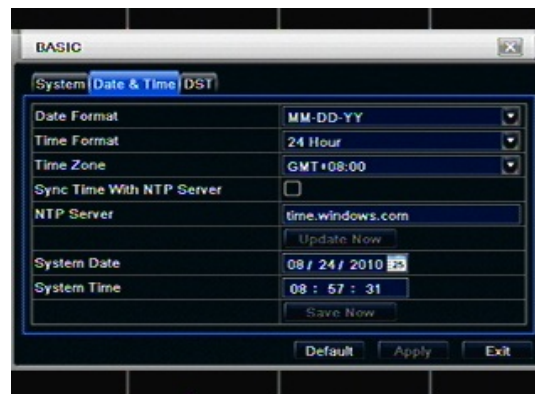 BASIC
System Date & Time DST
Date Format MM-DD-YY
Time Format 24 Hour
Time Zone GMT+08:00
Sync Time With NTP Server
NTP Server time.windows.com
Update Now
System Date 08 / 24 / 2010 25
System Time 08 : 57 : 31
Save Now
Default Apply Exit